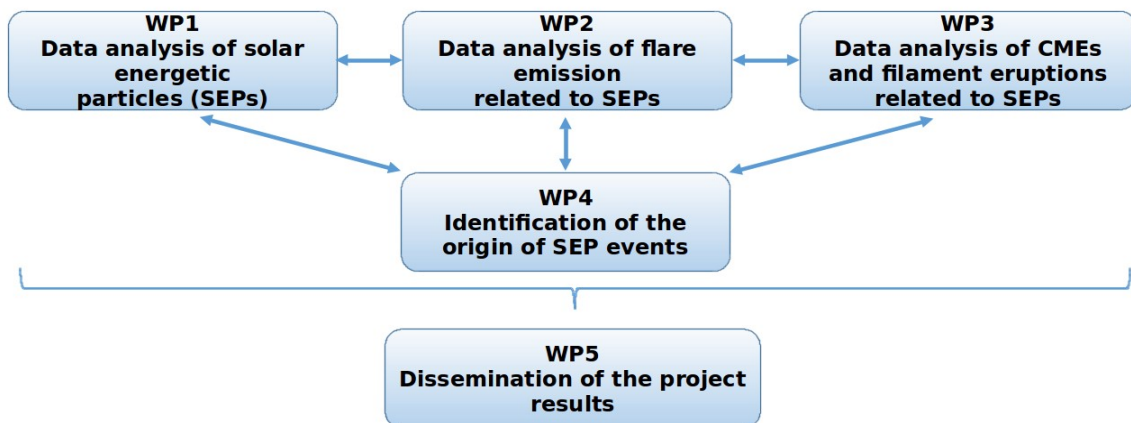 WP1
Data analysis of solar
energetic
particles (SEPs)
WP2
Data analysis of flare
emission
related to SEPs
WP3
Data analysis of CMEs
and filament eruptions
related to SEPs
WP4
Identification of the
origin of SEP events
WP5
Dissemination of the project
results